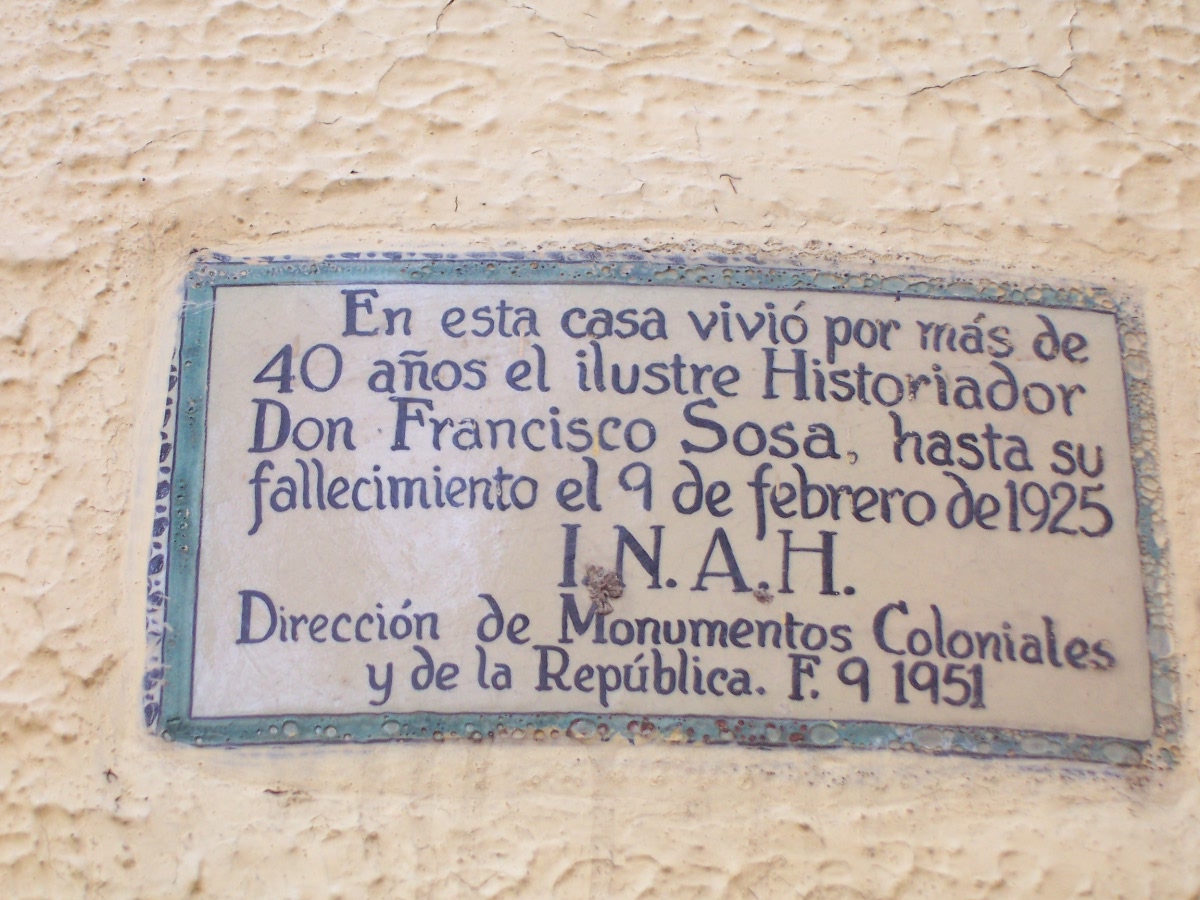 En esta casa vivió por más de
40 años el ilustre Historiador
Don Francisco Sosa, hasta su
fallecimiento el 9 de febrero de 1925
I.N.A.H.
Dirección de Monumentos Coloniales
y de la República. F. 9 1951